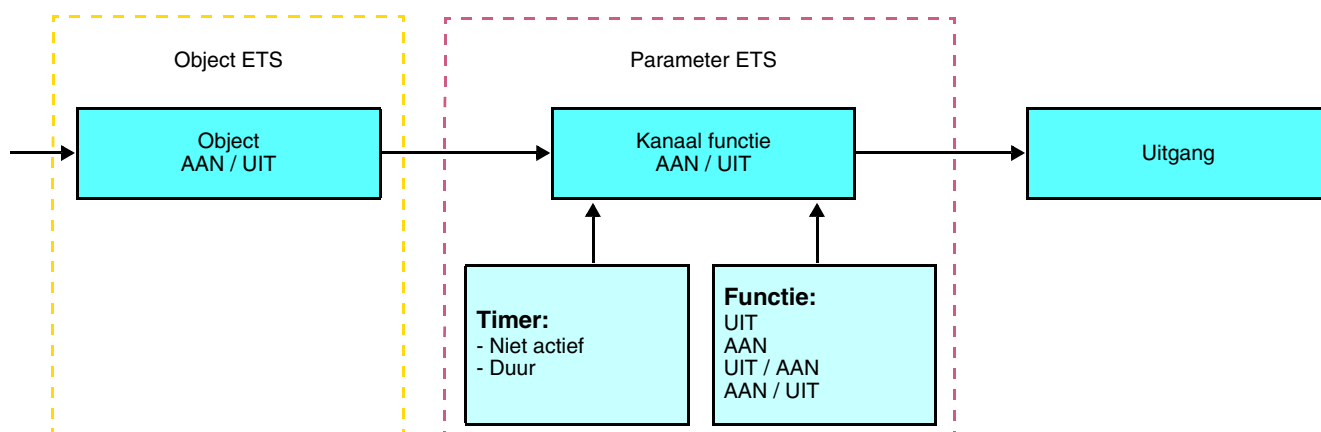 Object ETS
Parameter ETS
Object
AAN / UIT
Kanaal functie
AAN / UIT
Uitgang
Timer:
- Niet actief
- Duur
Functie:
UIT
AAN
UIT / AAN
AAN / UIT